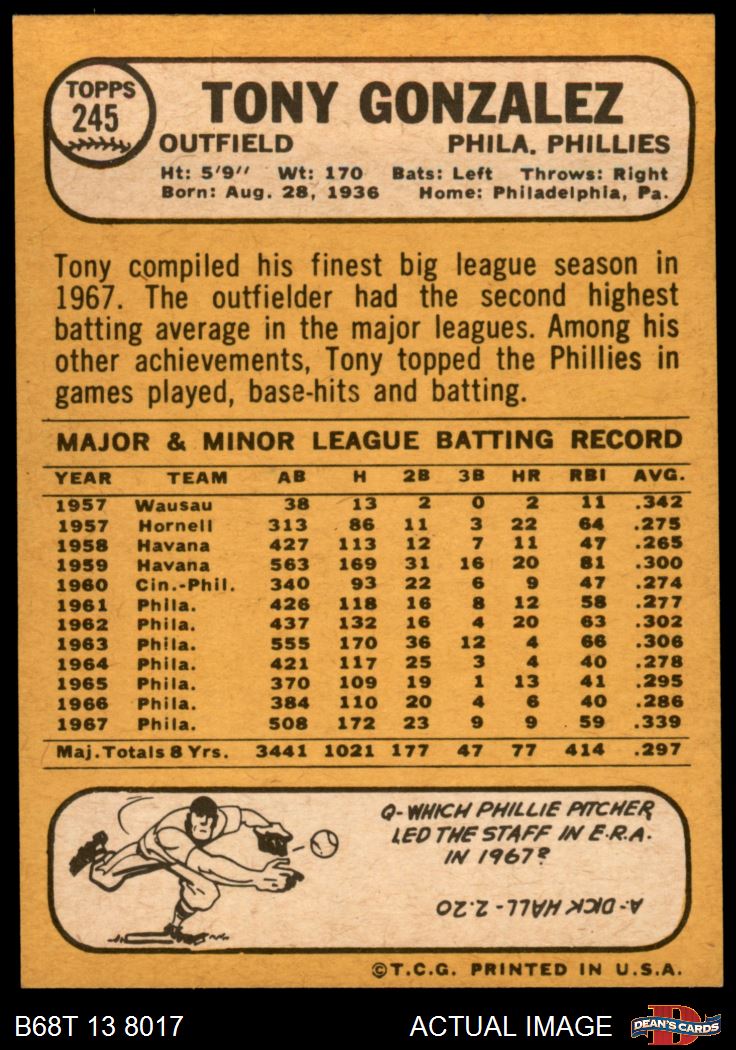 TOPPS
245
TONY GONZALEZ
OUTFIELD PHILA. PHILLIES
Ht: 5'9'' Wt: 170 Bats: Left Throws: Right
Born: Aug. 28, 1936 Home: Philadelphia, Pa.
Tony compiled his finest big league season in
1967. The outfielder had the second highest
batting average in the major leagues. Among his
other achievements, Tony topped the Phillies in
games played, base-hits and batting.
MAJOR & MINOR LEAGUE BATTING RECORD
YEAR TEAM AB H 2B 3B HR RBI AVG.
1957 Wausau 38 13 2 0 2 11 .342
1957 Hornell 313 86 11 3 22 64 .275
1958 Havana 427 113 12 7 11 47 .265
1959 Havana 563 169 31 16 20 81 .300
1960 Cin.-Phil. 340 93 22 6 9 47 .274
1961 Phila. 426 118 16 8 12 58 .277
1962 Phila. 437 132 16 4 20 63 .302
1963 Phila. 555 170 36 12 4 66 .306
1964 Phila. 421 117 25 3 4 40 .278
1965 Phila. 370 109 19 1 13 41 .295
1966 Phila. 384 110 20 4 6 40 .286
1967 Phila. 508 172 23 9 9 59 .339
Maj. Totals 8 Yrs. 3441 1021 177 47 77 414 .297
Q-WHICH PHILLIE PITCHER
LED THE STAFF IN E.R.A.
IN 1967?
A-DICK HALL-2.20
©T.C.G. PRINTED IN U.S.A.
B68T 13 8017 ACTUAL IMAGE DEAN'S CARDS